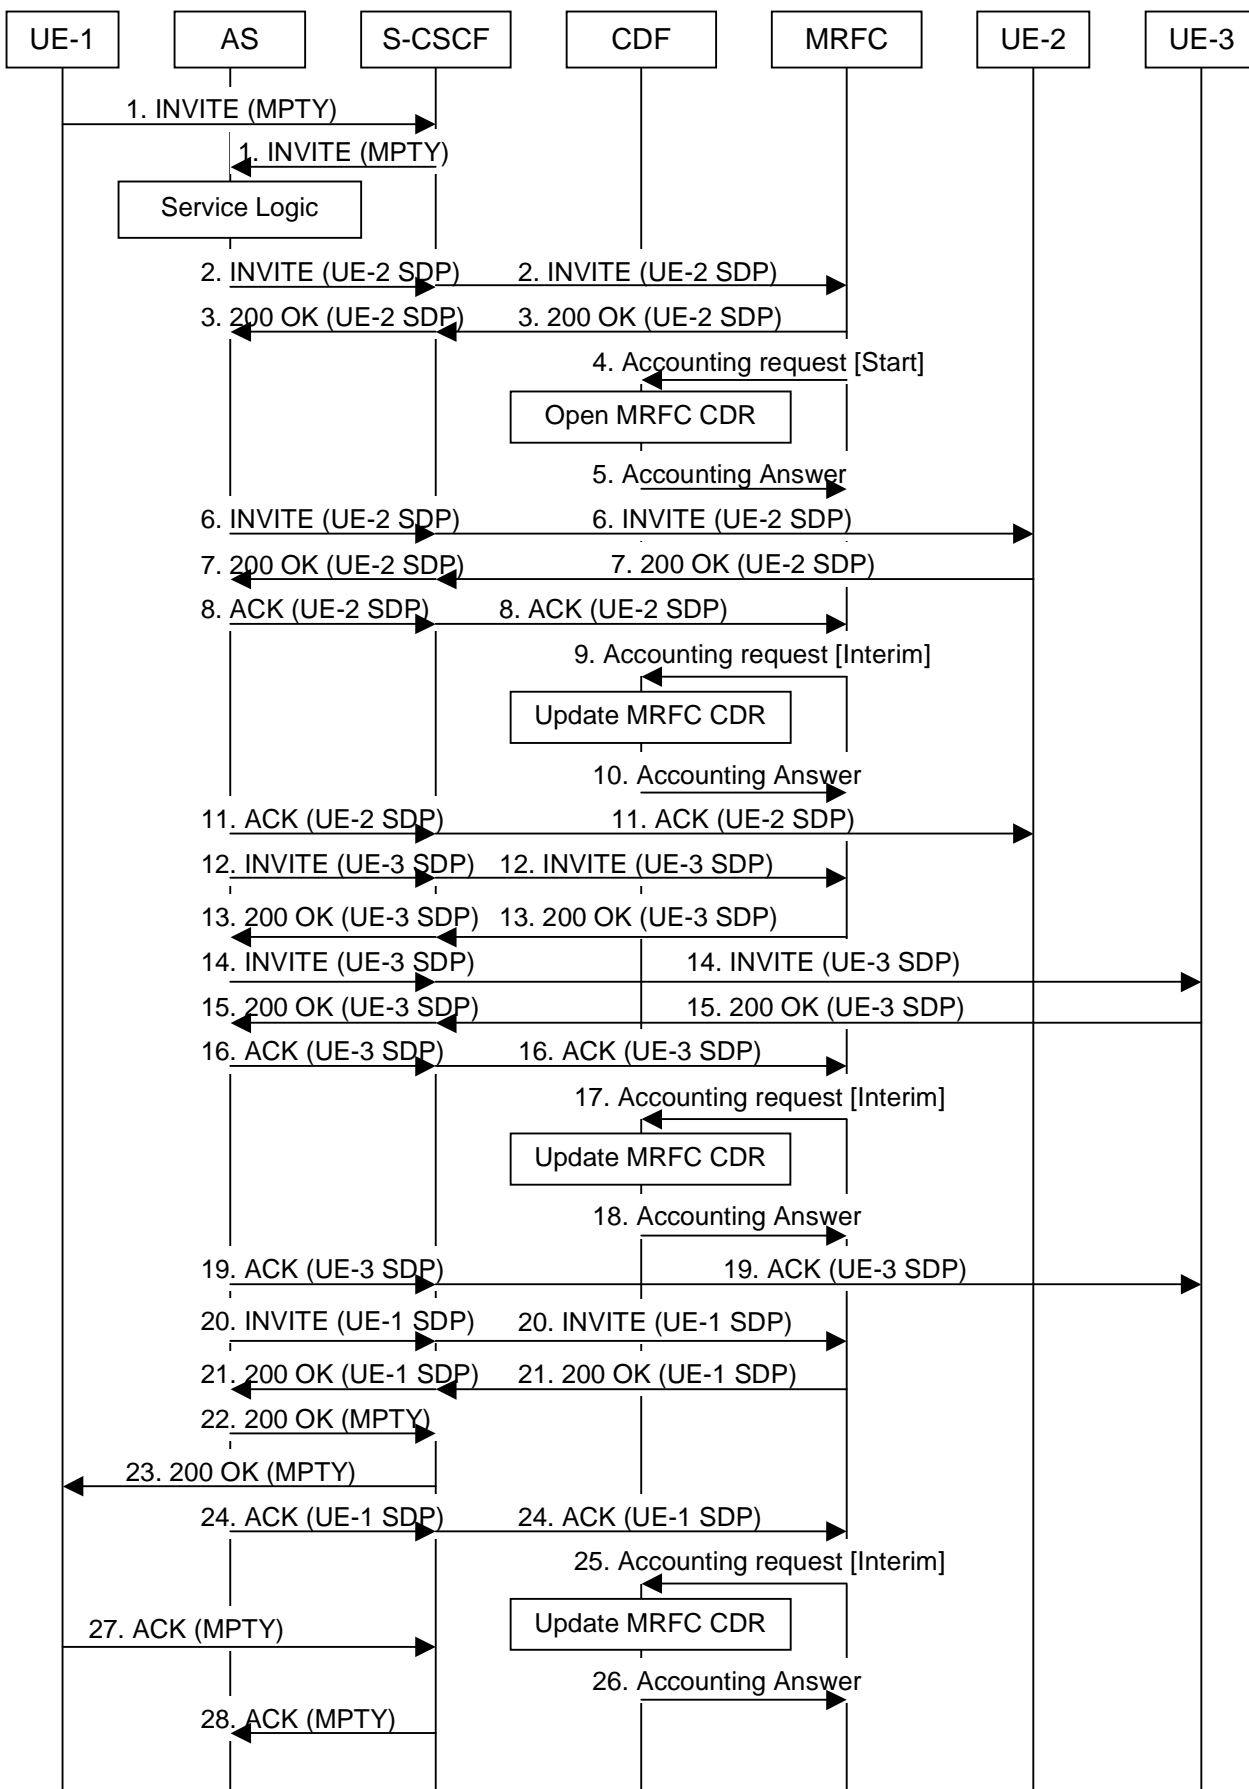 UE-1 AS S-CSCF CDF MRFC UE-2 UE-3
1. INVITE (MPTY)
1. INVITE (MPTY)
Service Logic
2. INVITE (UE-2 SDP) 2. INVITE (UE-2 SDP)
3. 200 OK (UE-2 SDP) 3. 200 OK (UE-2 SDP)
4. Accounting request [Start]
Open MRFC CDR
5. Accounting Answer
6. INVITE (UE-2 SDP) 6. INVITE (UE-2 SDP)
7. 200 OK (UE-2 SDP) 7. 200 OK (UE-2 SDP)
8. ACK (UE-2 SDP) 8. ACK (UE-2 SDP)
9. Accounting request [Interim]
Update MRFC CDR
10. Accounting Answer
11. ACK (UE-2 SDP) 11. ACK (UE-2 SDP)
12. INVITE (UE-3 SDP) 12. INVITE (UE-3 SDP)
13. 200 OK (UE-3 SDP) 13. 200 OK (UE-3 SDP)
14. INVITE (UE-3 SDP) 14. INVITE (UE-3 SDP)
15. 200 OK (UE-3 SDP) 15. 200 OK (UE-3 SDP)
16. ACK (UE-3 SDP) 16. ACK (UE-3 SDP)
17. Accounting request [Interim]
Update MRFC CDR
18. Accounting Answer
19. ACK (UE-3 SDP) 19. ACK (UE-3 SDP)
20. INVITE (UE-1 SDP) 20. INVITE (UE-1 SDP)
21. 200 OK (UE-1 SDP) 21. 200 OK (UE-1 SDP)
22. 200 OK (MPTY)
23. 200 OK (MPTY)
24. ACK (UE-1 SDP) 24. ACK (UE-1 SDP)
25. Accounting request [Interim]
Update MRFC CDR
27. ACK (MPTY)
26. Accounting Answer
28. ACK (MPTY)